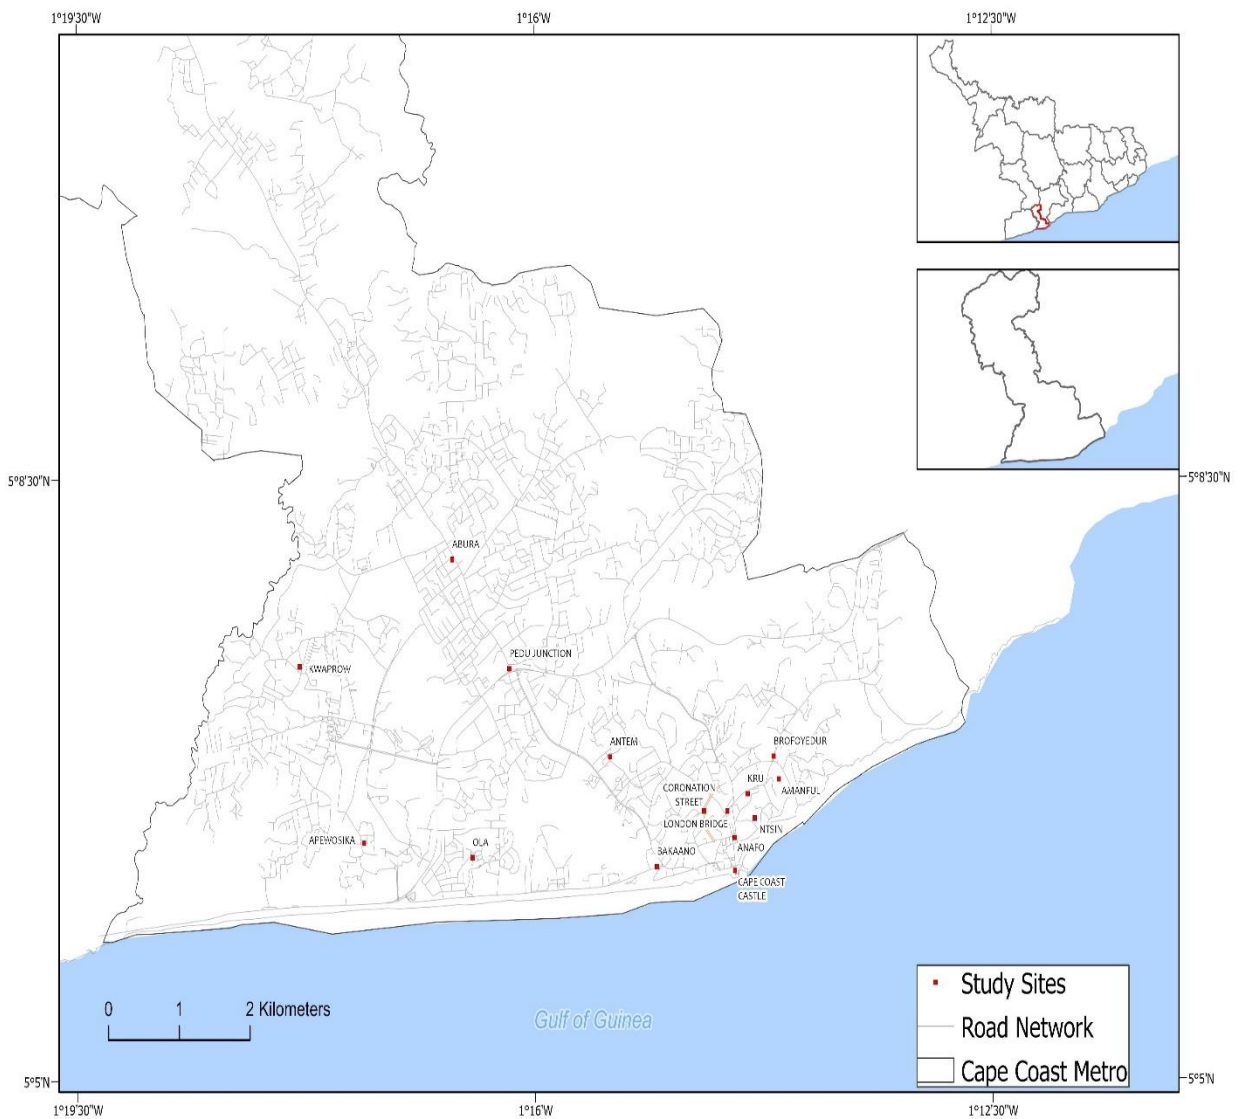 1°19'30"W
1°16'W
1°12'30"W
5°8'30"N
5°8'30"N
ABURA
PEDU JUNCTION
KWAPROW
ANTEM
BROFOYEDUR
KRU
AMANFUL
CORONATION
STREET
LONDON BRIDGE
NTSIN
APEWOSIKA
OLA
BAKAANO
ANAFO
CAPE COAST
CASTLE
0 1 2 Kilometers
Gulf of Guinea
Study Sites
Road Network
Cape Coast Metro
5°5'N
5°5'N
1°19'30"W
1°16'W
1°12'30"W